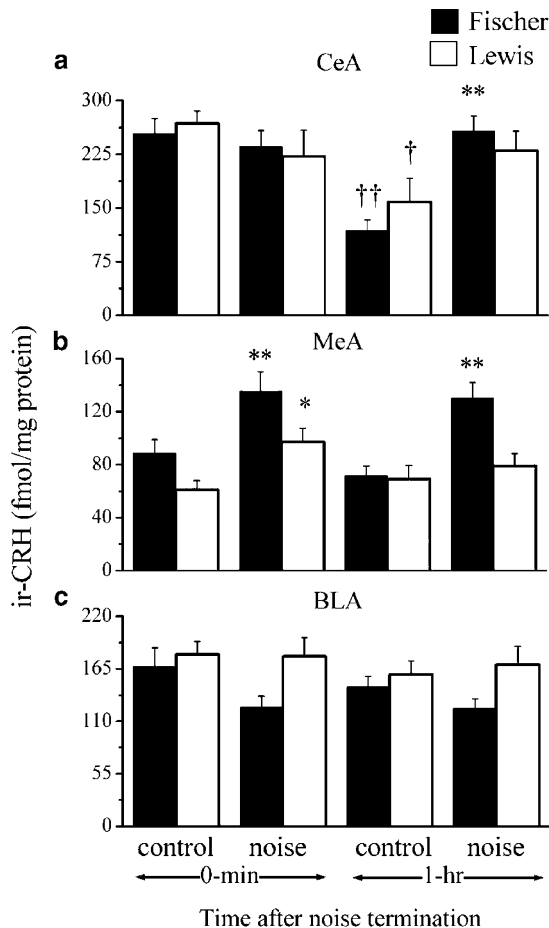 Fischer
Lewis
a
CeA
**
300
225
150
75
0
††
†
b
MeA
160
120
80
40
0
**
*
**
ir-CRH (fmol/mg protein)
c
BLA
220
165
110
55
0
control noise control noise
0-min 1-hr
Time after noise termination